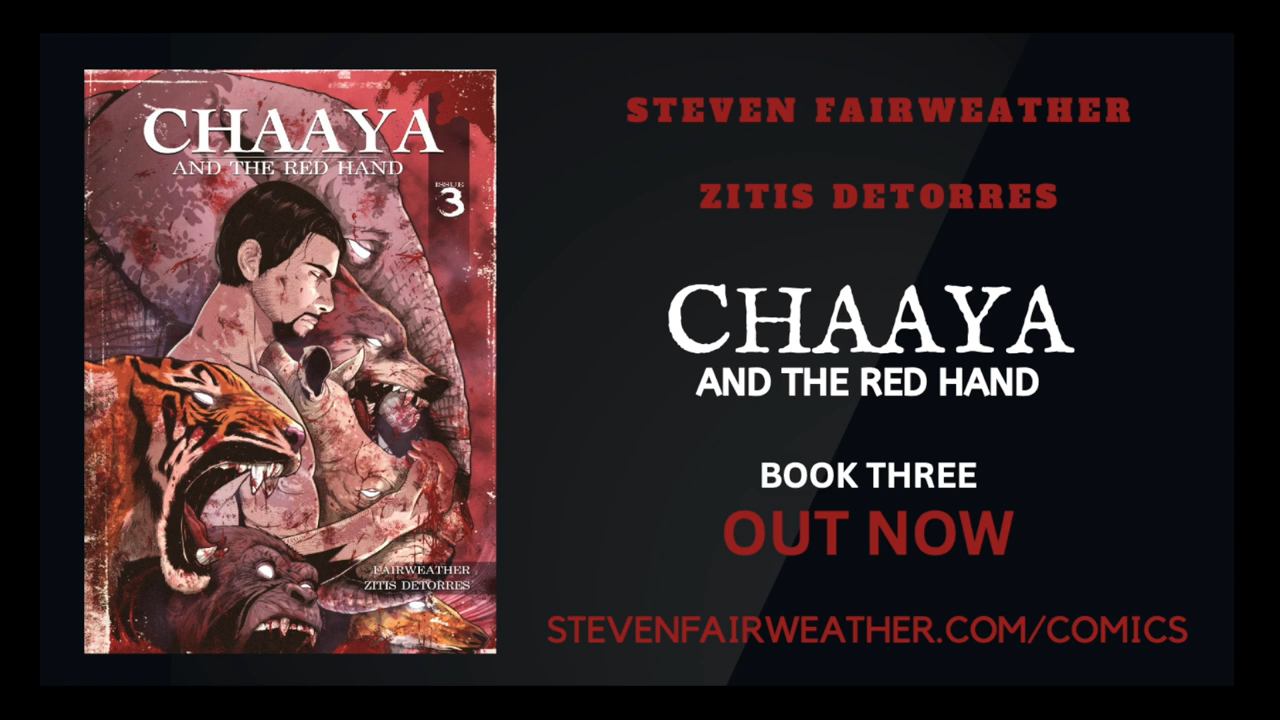 CHAAYA
AND THE RED HAND
ISSUE
3
FAIRWEATHER
ZITIS DETORRES
STEVEN FAIRWEATHER
ZITIS DETORRES
CHAAYA
AND THE RED HAND
BOOK THREE
OUT NOW
STEVENFAIRWEATHER.COM/COMICS